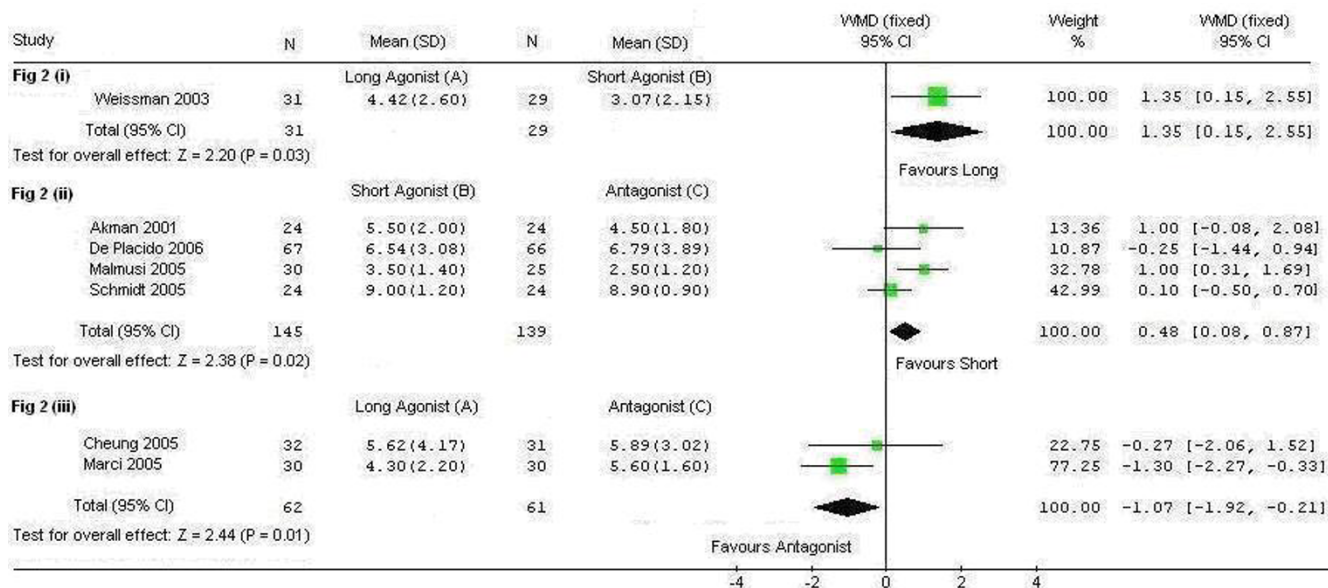 WMD (fixed) Weight WMD (fixed)
Study N Mean (SD) N Mean (SD) 95% CI % 95% CI
Fig 2 (i) Long Agonist (A) Short Agonist (B)
Weissman 2003 31 4.42(2.60) 29 3.07(2.15) 100.00 1.35 [0.15, 2.55]
Total (95% CI) 31 29 100.00 1.35 [0.15, 2.55]
Test for overall effect: Z = 2.20 (P = 0.03)
Favours Long
Fig 2 (ii) Short Agonist (B) Antagonist (C)
Akman 2001 24 5.50(2.00) 24 4.50(1.80) 13.36 1.00 [-0.08, 2.08]
De Placido 2006 67 6.54(3.08) 66 6.79(3.89) 10.87 -0.25 [-1.44, 0.94]
Malmusi 2005 30 3.50(1.40) 25 2.50(1.20) 32.78 1.00 [0.31, 1.69]
Schmidt 2005 24 9.00(1.20) 24 8.90(0.90) 42.99 0.10 [-0.50, 0.70]
Total (95% CI) 145 139 100.00 0.48 [0.08, 0.87]
Test for overall effect: Z = 2.38 (P = 0.02)
Favours Short
Fig 2 (iii) Long Agonist (A) Antagonist (C)
Cheung 2005 32 5.62(4.17) 31 5.89(3.02) 22.75 -0.27 [-2.06, 1.52]
Marci 2005 30 4.30(2.20) 30 5.60(1.60) 77.25 -1.30 [-2.27, -0.33]
Total (95% CI) 62 61 100.00 -1.07 [-1.92, -0.21]
Test for overall effect: Z = 2.44 (P = 0.01)
Favours Antagonist
-4 -2 0 2 4